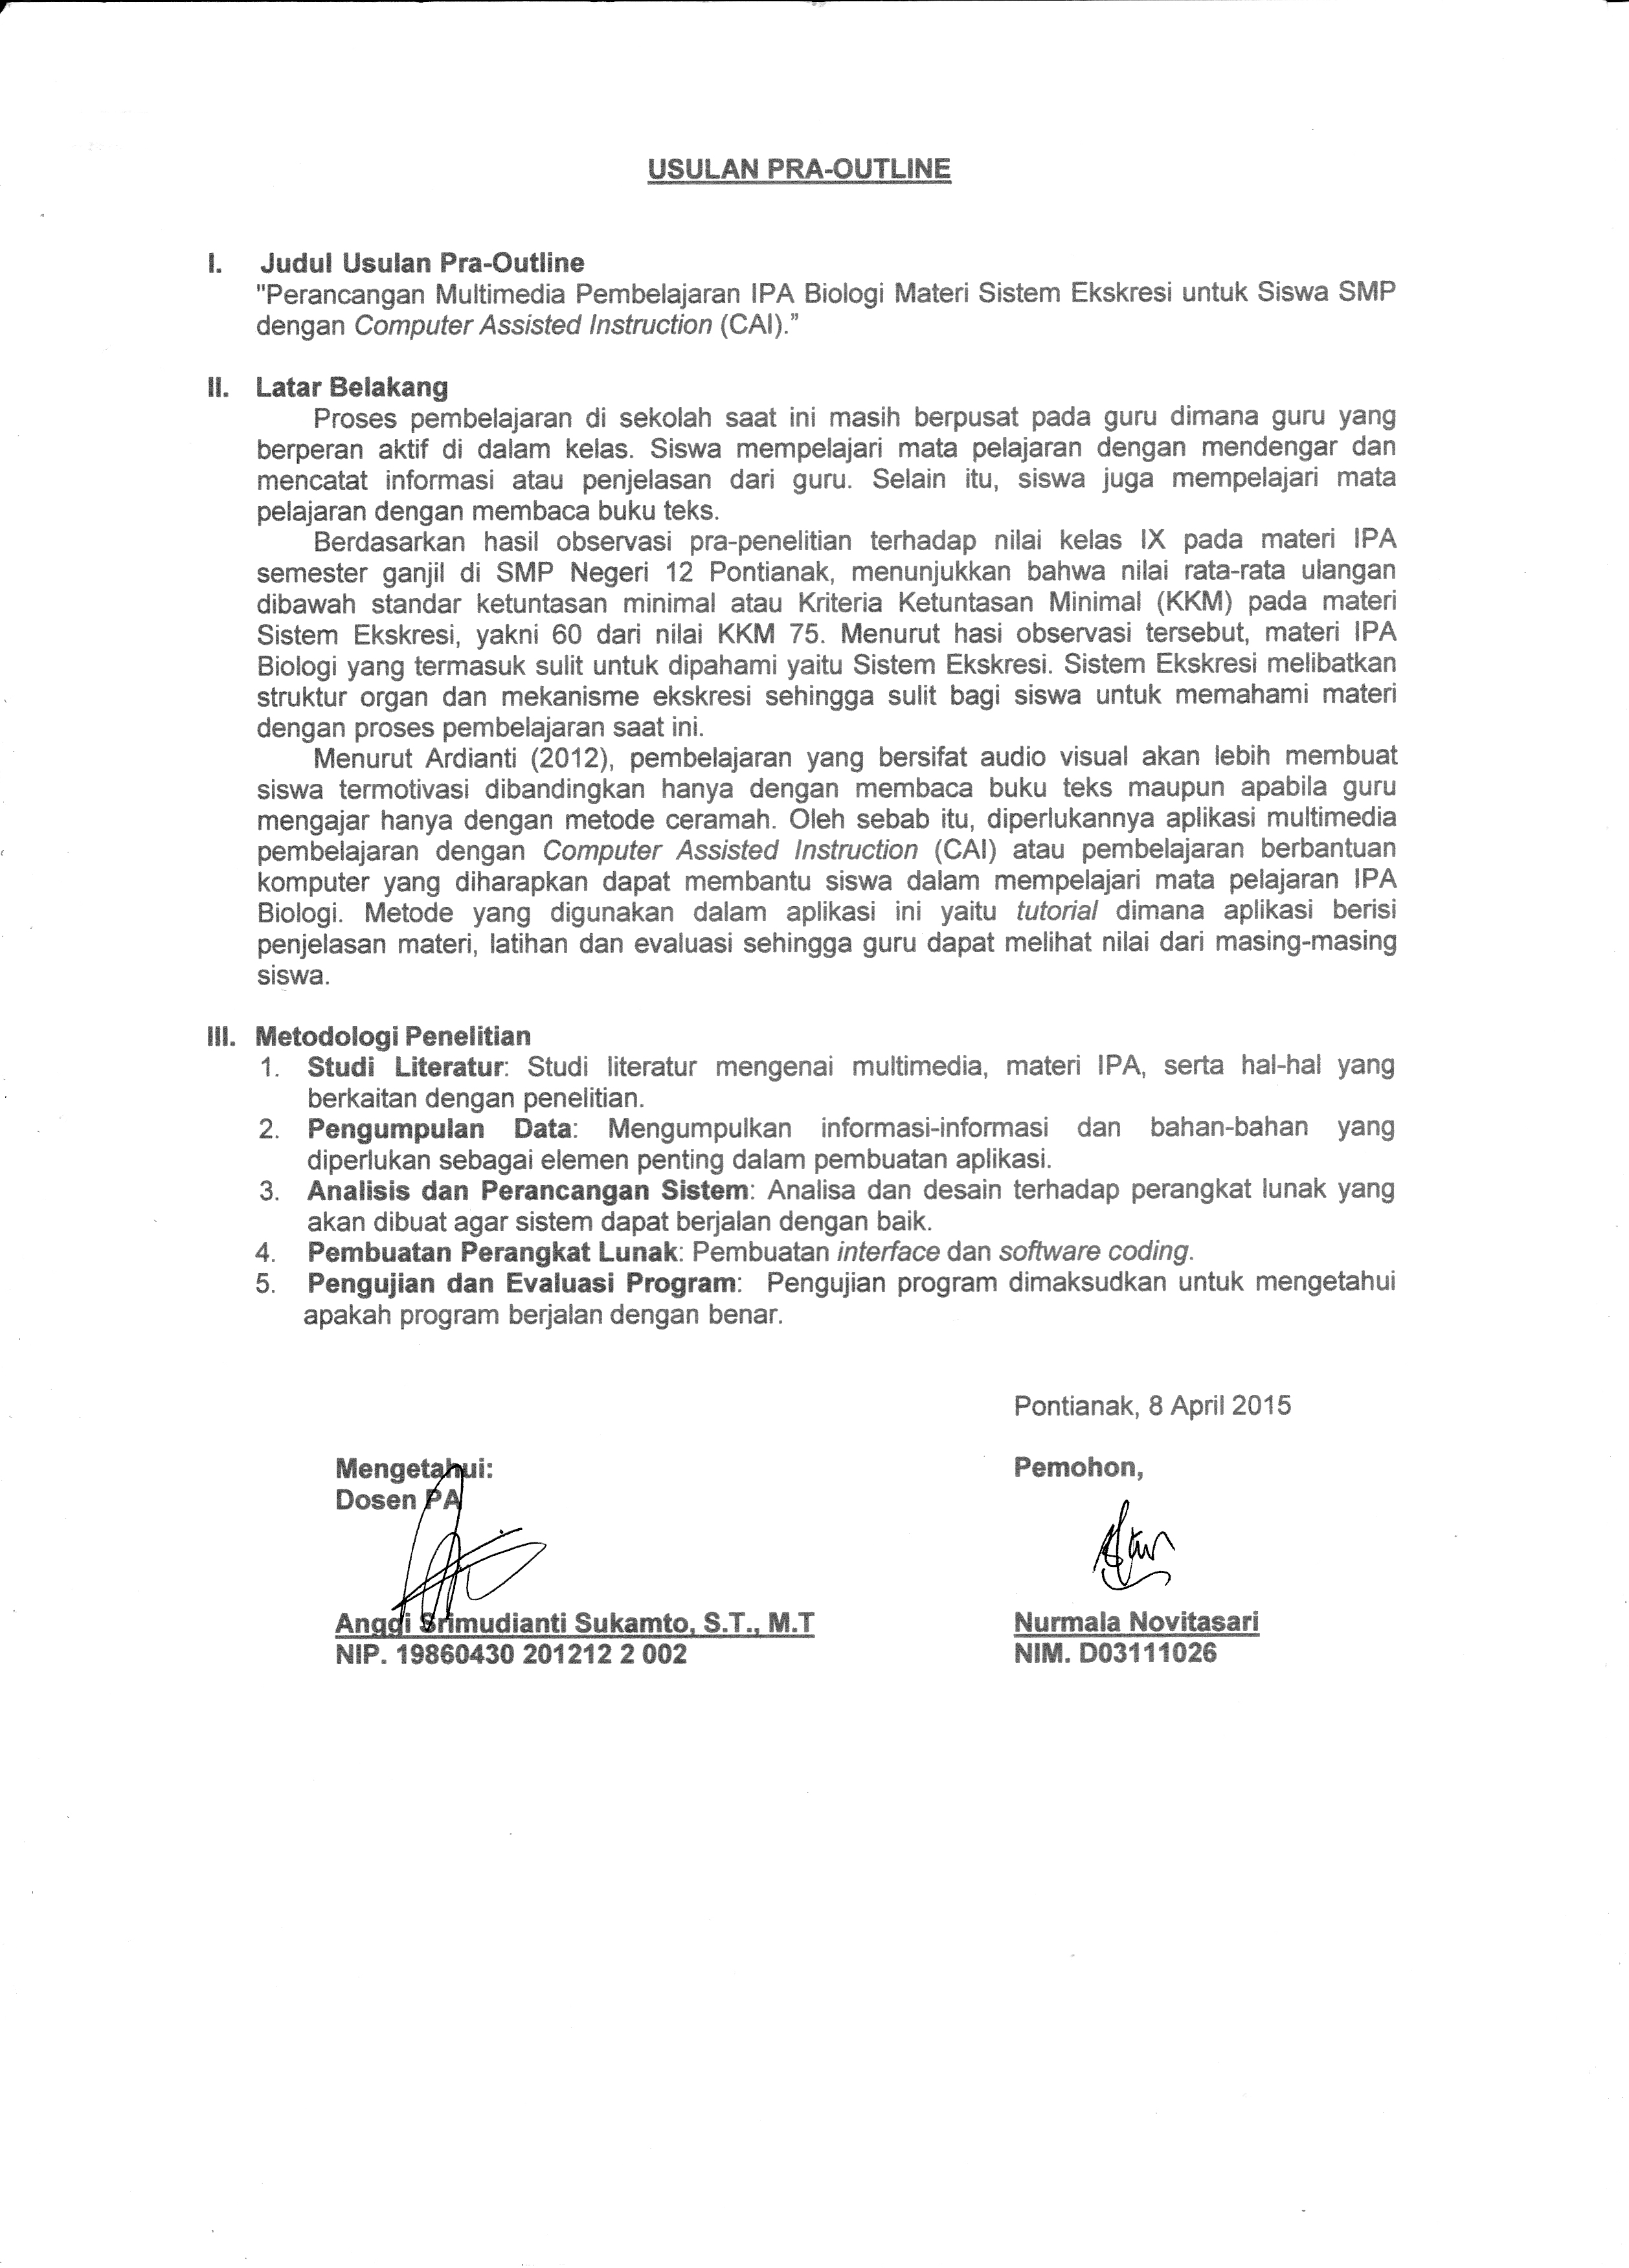 USULAN PRA-OUTLINE
I. Judul Usulan Pra-Outline
"Perancangan Multimedia Pembelajaran IPA Biologi Materi Sistem Ekskresi untuk Siswa SMP
dengan Computer Assisted Instruction (CAI)."
II. Latar Belakang
Proses pembelajaran di sekolah saat ini masih berpusat pada guru dimana guru yang
berperan aktif di dalam kelas. Siswa mempelajari mata pelajaran dengan mendengar dan
mencatat informasi atau penjelasan dari guru. Selain itu, siswa juga mempelajari mata
pelajaran dengan membaca buku teks.
Berdasarkan hasil observasi pra-penelitian terhadap nilai kelas IX pada materi IPA
semester ganjil di SMP Negeri 12 Pontianak, menunjukkan bahwa nilai rata-rata ulangan
dibawah standar ketuntasan minimal atau Kriteria Ketuntasan Minimal (KKM) pada materi
Sistem Ekskresi, yakni 60 dari nilai KKM 75. Menurut hasi observasi tersebut, materi IPA
Biologi yang termasuk sulit untuk dipahami yaitu Sistem Ekskresi. Sistem Ekskresi melibatkan
struktur organ dan mekanisme ekskresi sehingga sulit bagi siswa untuk memahami materi
dengan proses pembelajaran saat ini.
Menurut Ardianti (2012), pembelajaran yang bersifat audio visual akan lebih membuat
siswa termotivasi dibandingkan hanya dengan membaca buku teks maupun apabila guru
mengajar hanya dengan metode ceramah. Oleh sebab itu, diperlukannya aplikasi multimedia
pembelajaran dengan Computer Assisted Instruction (CAI) atau pembelajaran berbantuan
komputer yang diharapkan dapat membantu siswa dalam mempelajari mata pelajaran IPA
Biologi. Metode yang digunakan dalam aplikasi ini yaitu tutorial dimana aplikasi berisi
penjelasan materi, latihan dan evaluasi sehingga guru dapat melihat nilai dari masing-masing
siswa.
III. Metodologi Penelitian
1. Studi Literatur: Studi literatur mengenai multimedia, materi IPA, serta hal-hal yang
berkaitan dengan penelitian.
2. Pengumpulan Data: Mengumpulkan informasi-informasi dan bahan-bahan yang
diperlukan sebagai elemen penting dalam pembuatan aplikasi.
3. Analisis dan Perancangan Sistem: Analisa dan desain terhadap perangkat lunak yang
akan dibuat agar sistem dapat berjalan dengan baik.
4. Pembuatan Perangkat Lunak: Pembuatan interface dan software coding.
5. Pengujian dan Evaluasi Program: Pengujian program dimaksudkan untuk mengetahui
apakah program berjalan dengan benar.
Pontianak, 8 April 2015
Mengetahui:
Dosen PA
Anggi Srimudianti Sukamto, S.T., M.T
NIP. 19860430 201212 2 002
Pemohon,
Nurmala Novitasari
NIM. D03111026